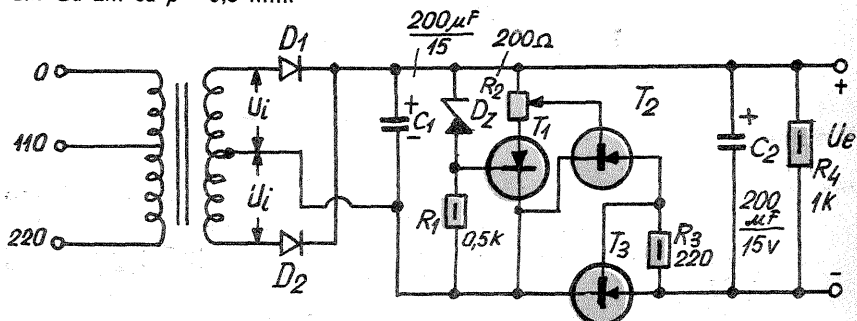 0
110
220
D1
D2
Ui
Ui
200µF
15
+
C1
-
200Ω
R2
DZ
T1
T2
R1
0,5K
T3
R3
220
+
C2
200
µF
15V
+
Ue
R4
1K
-